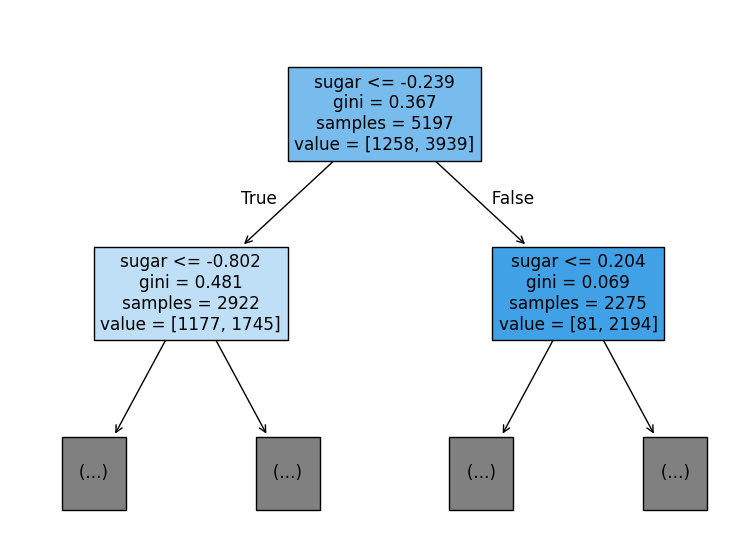 sugar <= -0.239
gini = 0.367
samples = 5197
value = [1258, 3939]
True
False
sugar <= -0.802
gini = 0.481
samples = 2922
value = [1177, 1745]
sugar <= 0.204
gini = 0.069
samples = 2275
value = [81, 2194]
(...)
(...)
(...)
(...)